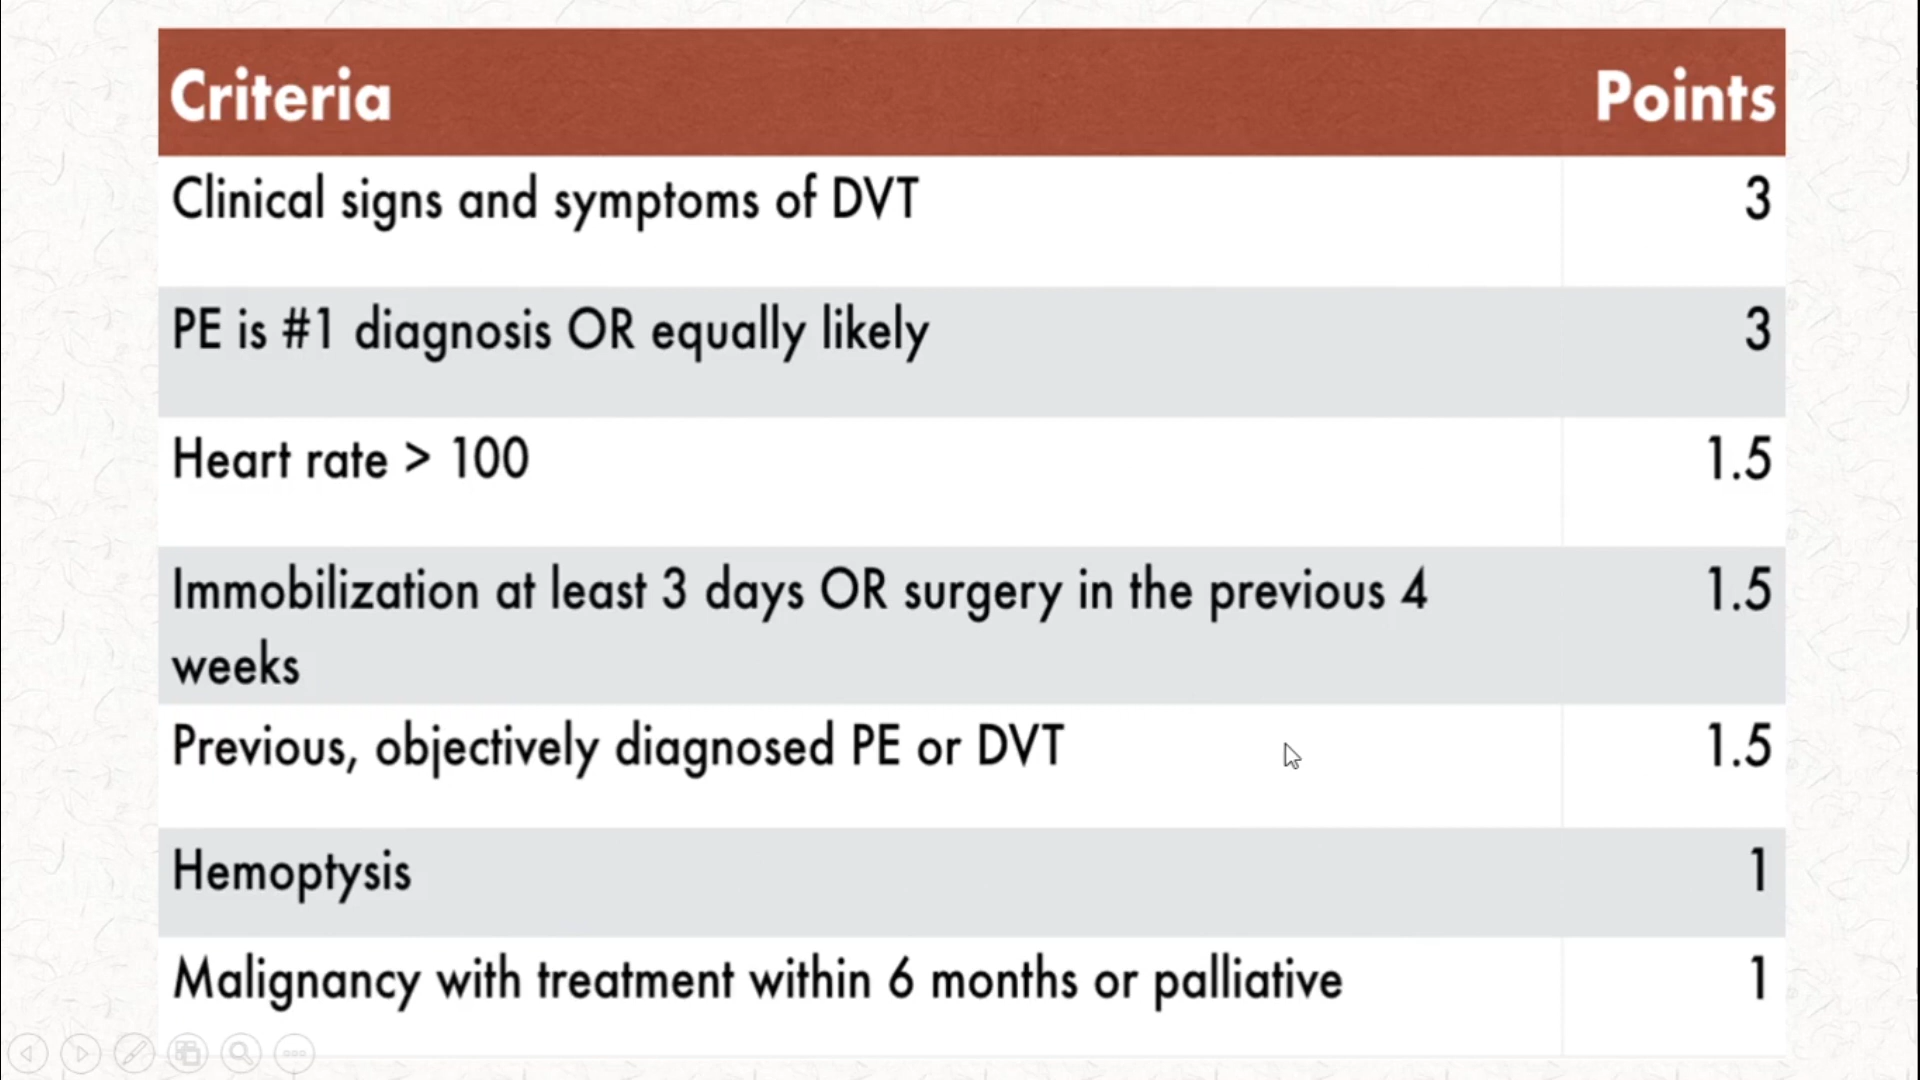 Criteria Points
Clinical signs and symptoms of DVT 3
PE is #1 diagnosis OR equally likely 3
Heart rate > 100 1.5
Immobilization at least 3 days OR surgery in the previous 4 1.5
weeks
Previous, objectively diagnosed PE or DVT 1.5
Hemoptysis 1
Malignancy with treatment within 6 months or palliative 1